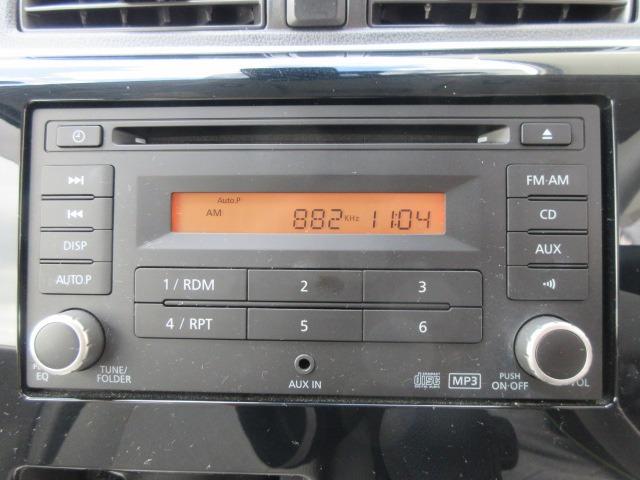 FM·AM
CD
DISP
AUX
AUTO.P
Auto.P
AM 882 KHz 11:04
1 / RDM 2 3
4 / RPT 5 6
EQ
TUNE/
FOLDER
AUX IN
MP3
PUSH
ON·OFF
VOL